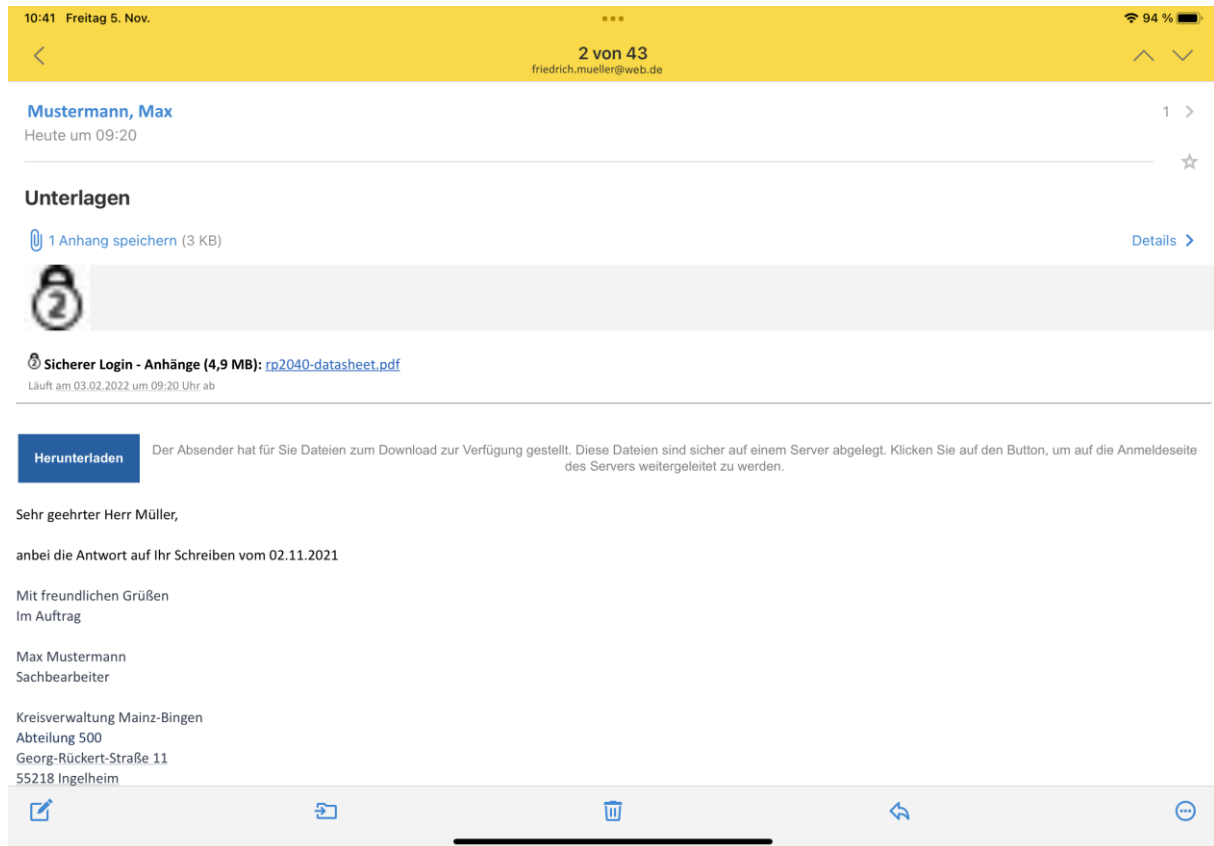 10:41 Freitag 5. Nov.
94 %
2 von 43
friedrich.mueller@web.de
Mustermann, Max
1
Heute um 09:20
Unterlagen
1 Anhang speichern (3 KB)
Details
2
2 Sicherer Login - Anhänge (4,9 MB): rp2040-datasheet.pdf
Läuft am 03.02.2022 um 09:20 Uhr ab
Herunterladen
Der Absender hat für Sie Dateien zum Download zur Verfügung gestellt. Diese Dateien sind sicher auf einem Server abgelegt. Klicken Sie auf den Button, um auf die Anmeldeseite
des Servers weitergeleitet zu werden.
Sehr geehrter Herr Müller,
anbei die Antwort auf Ihr Schreiben vom 02.11.2021
Mit freundlichen Grüßen
Im Auftrag
Max Mustermann
Sachbearbeiter
Kreisverwaltung Mainz-Bingen
Abteilung 500
Georg-Rückert-Straße 11
55218 Ingelheim